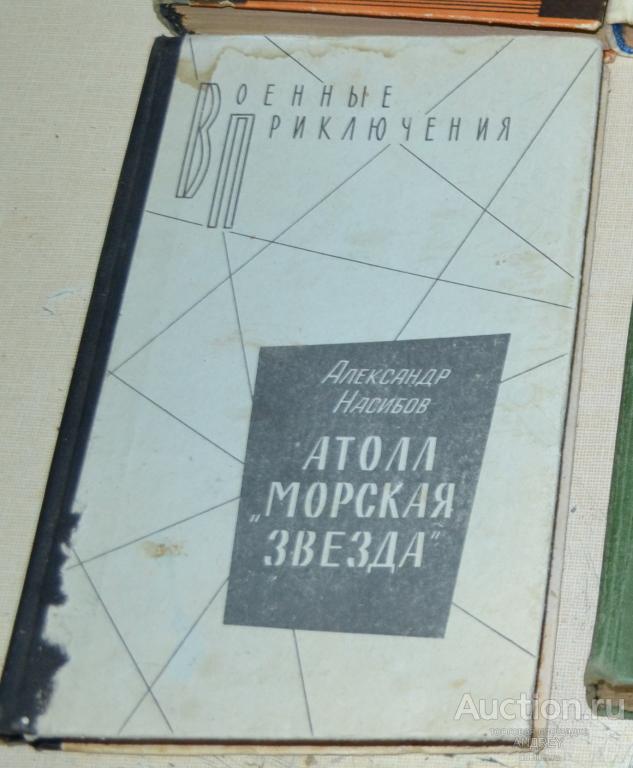 ВОЕННЫЕ
ПРИКЛЮЧЕНИЯ
АЛЕКСАНДР
НАСИБОВ
АТОЛЛ
„МОРСКАЯ
ЗВЕЗДА“
Auction.ru